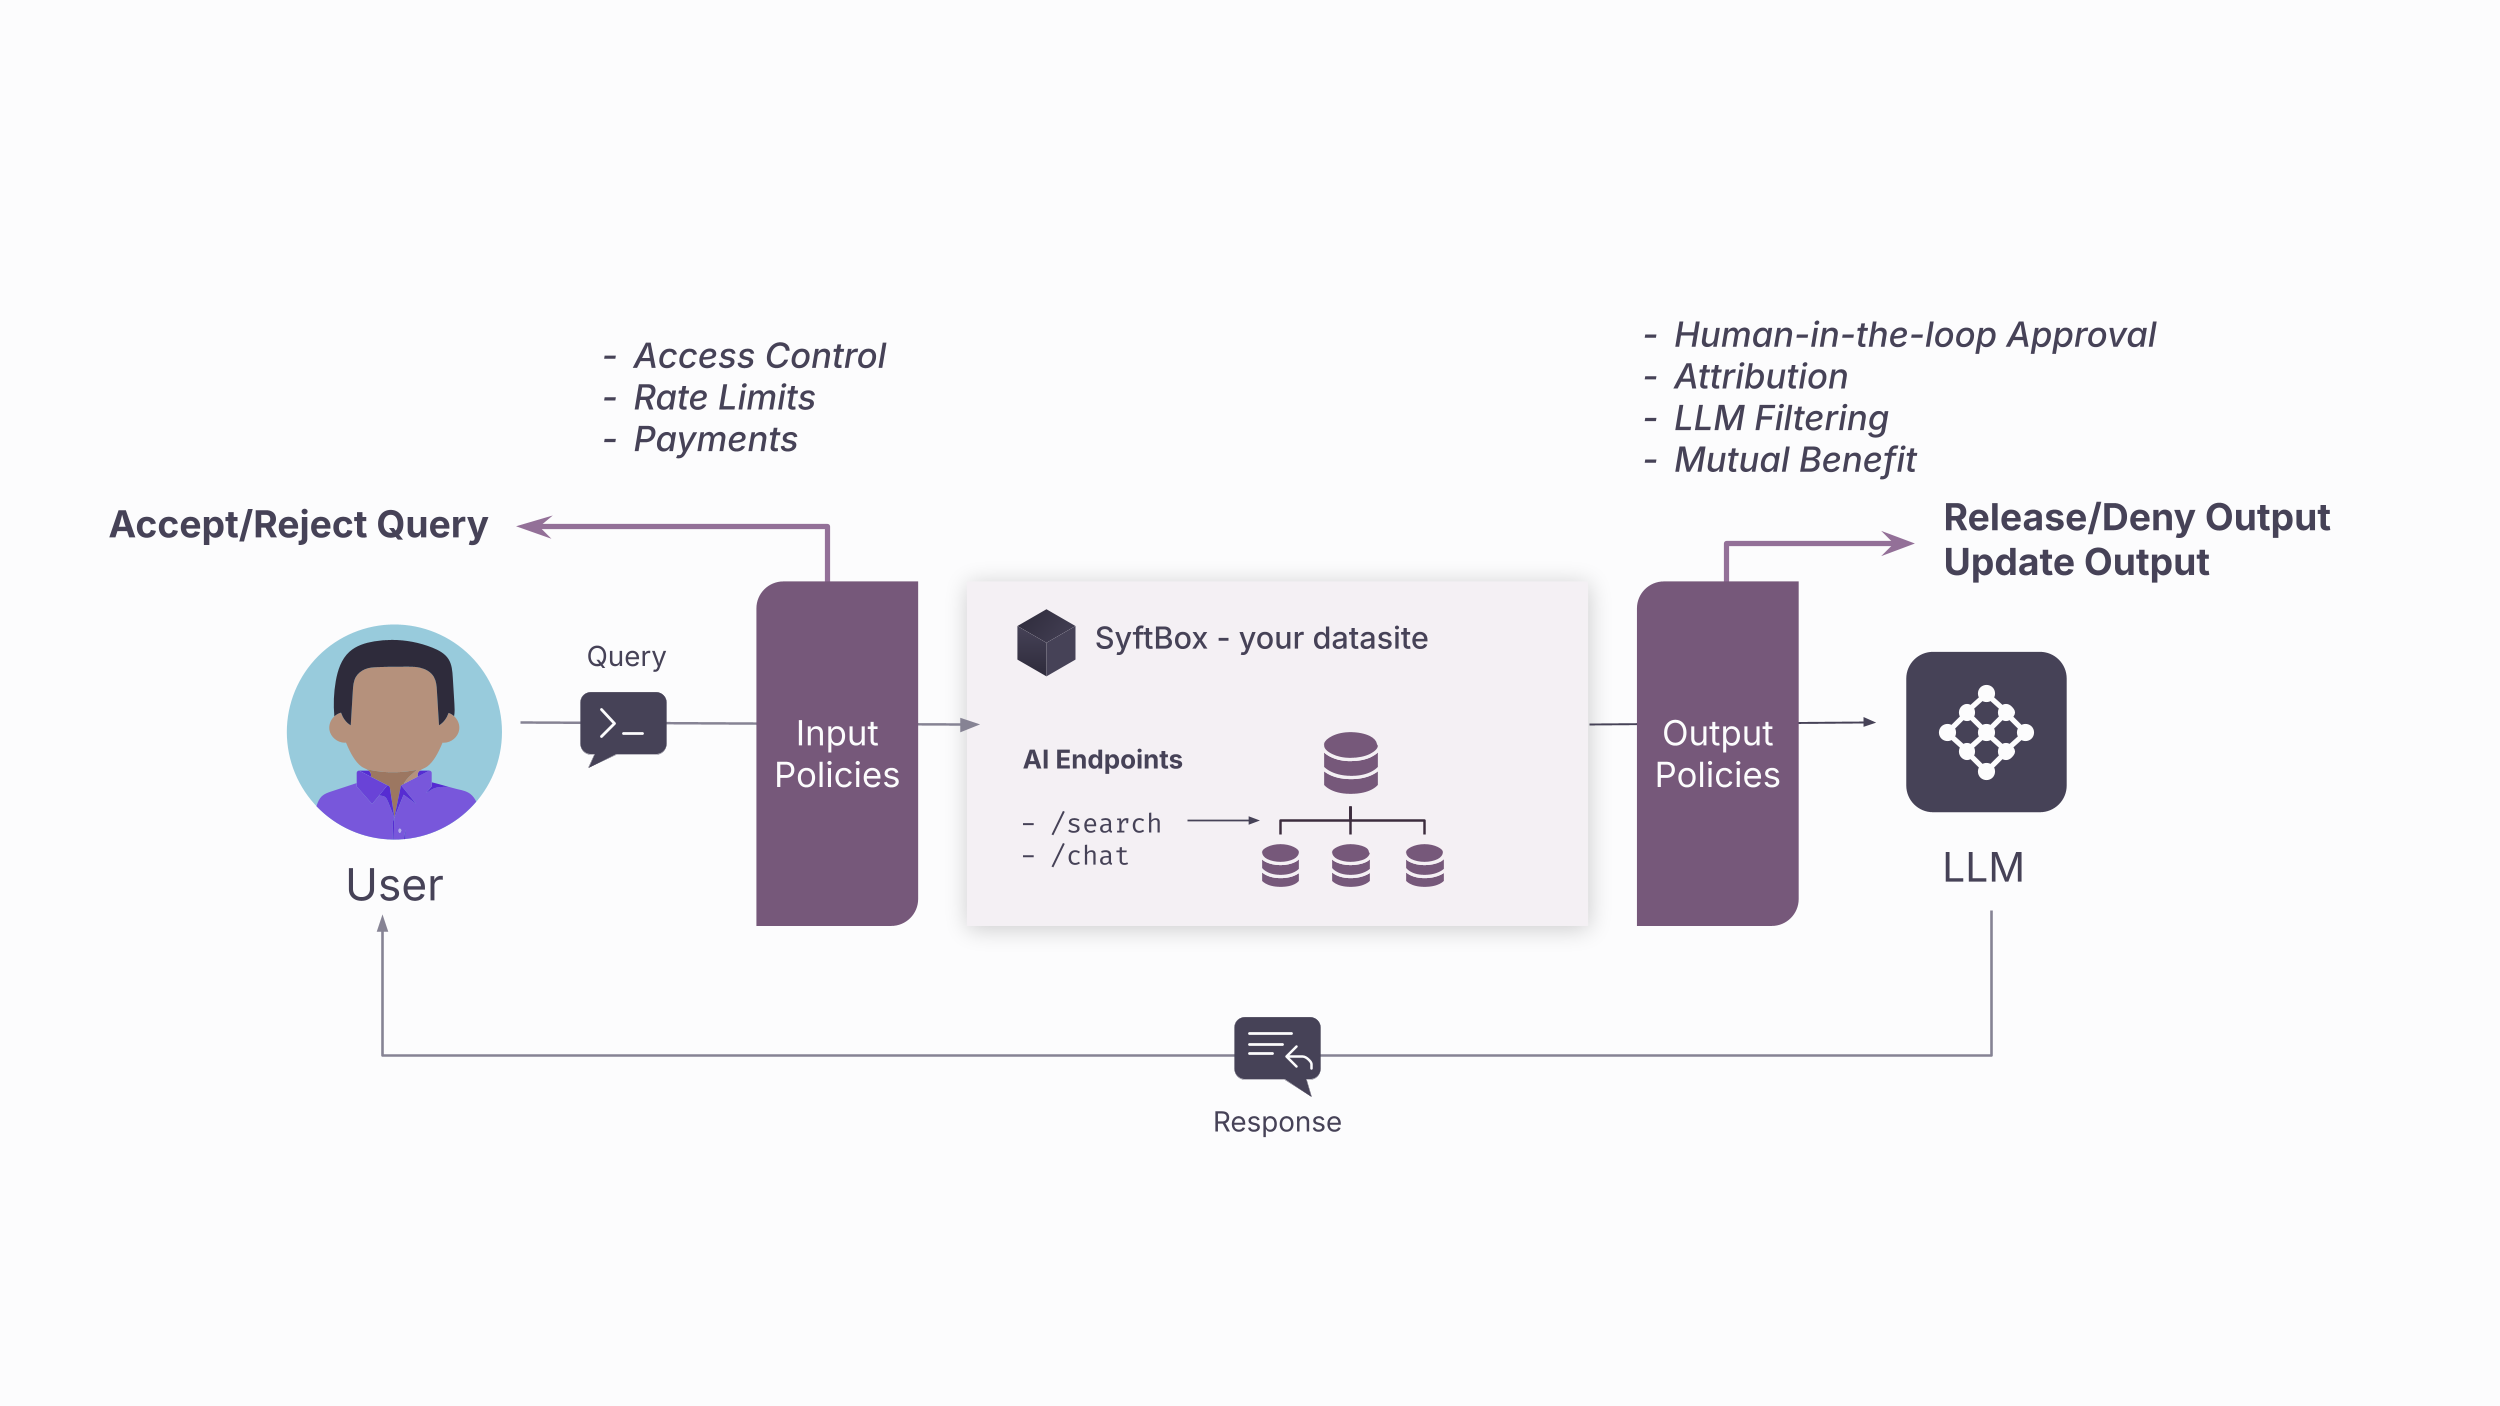 - Access Control
- Rate Limits
- Payments
- Human-in-the-loop Approval
- Attribution
- LLM Filtering
- Mutual Benefit
Accept/Reject Query
Release/Deny Output
Update Output
Query
SyftBox - your datasite
Input
Policies
AI Endpoints
- /search
- /chat
Output
Policies
User
LLM
Response